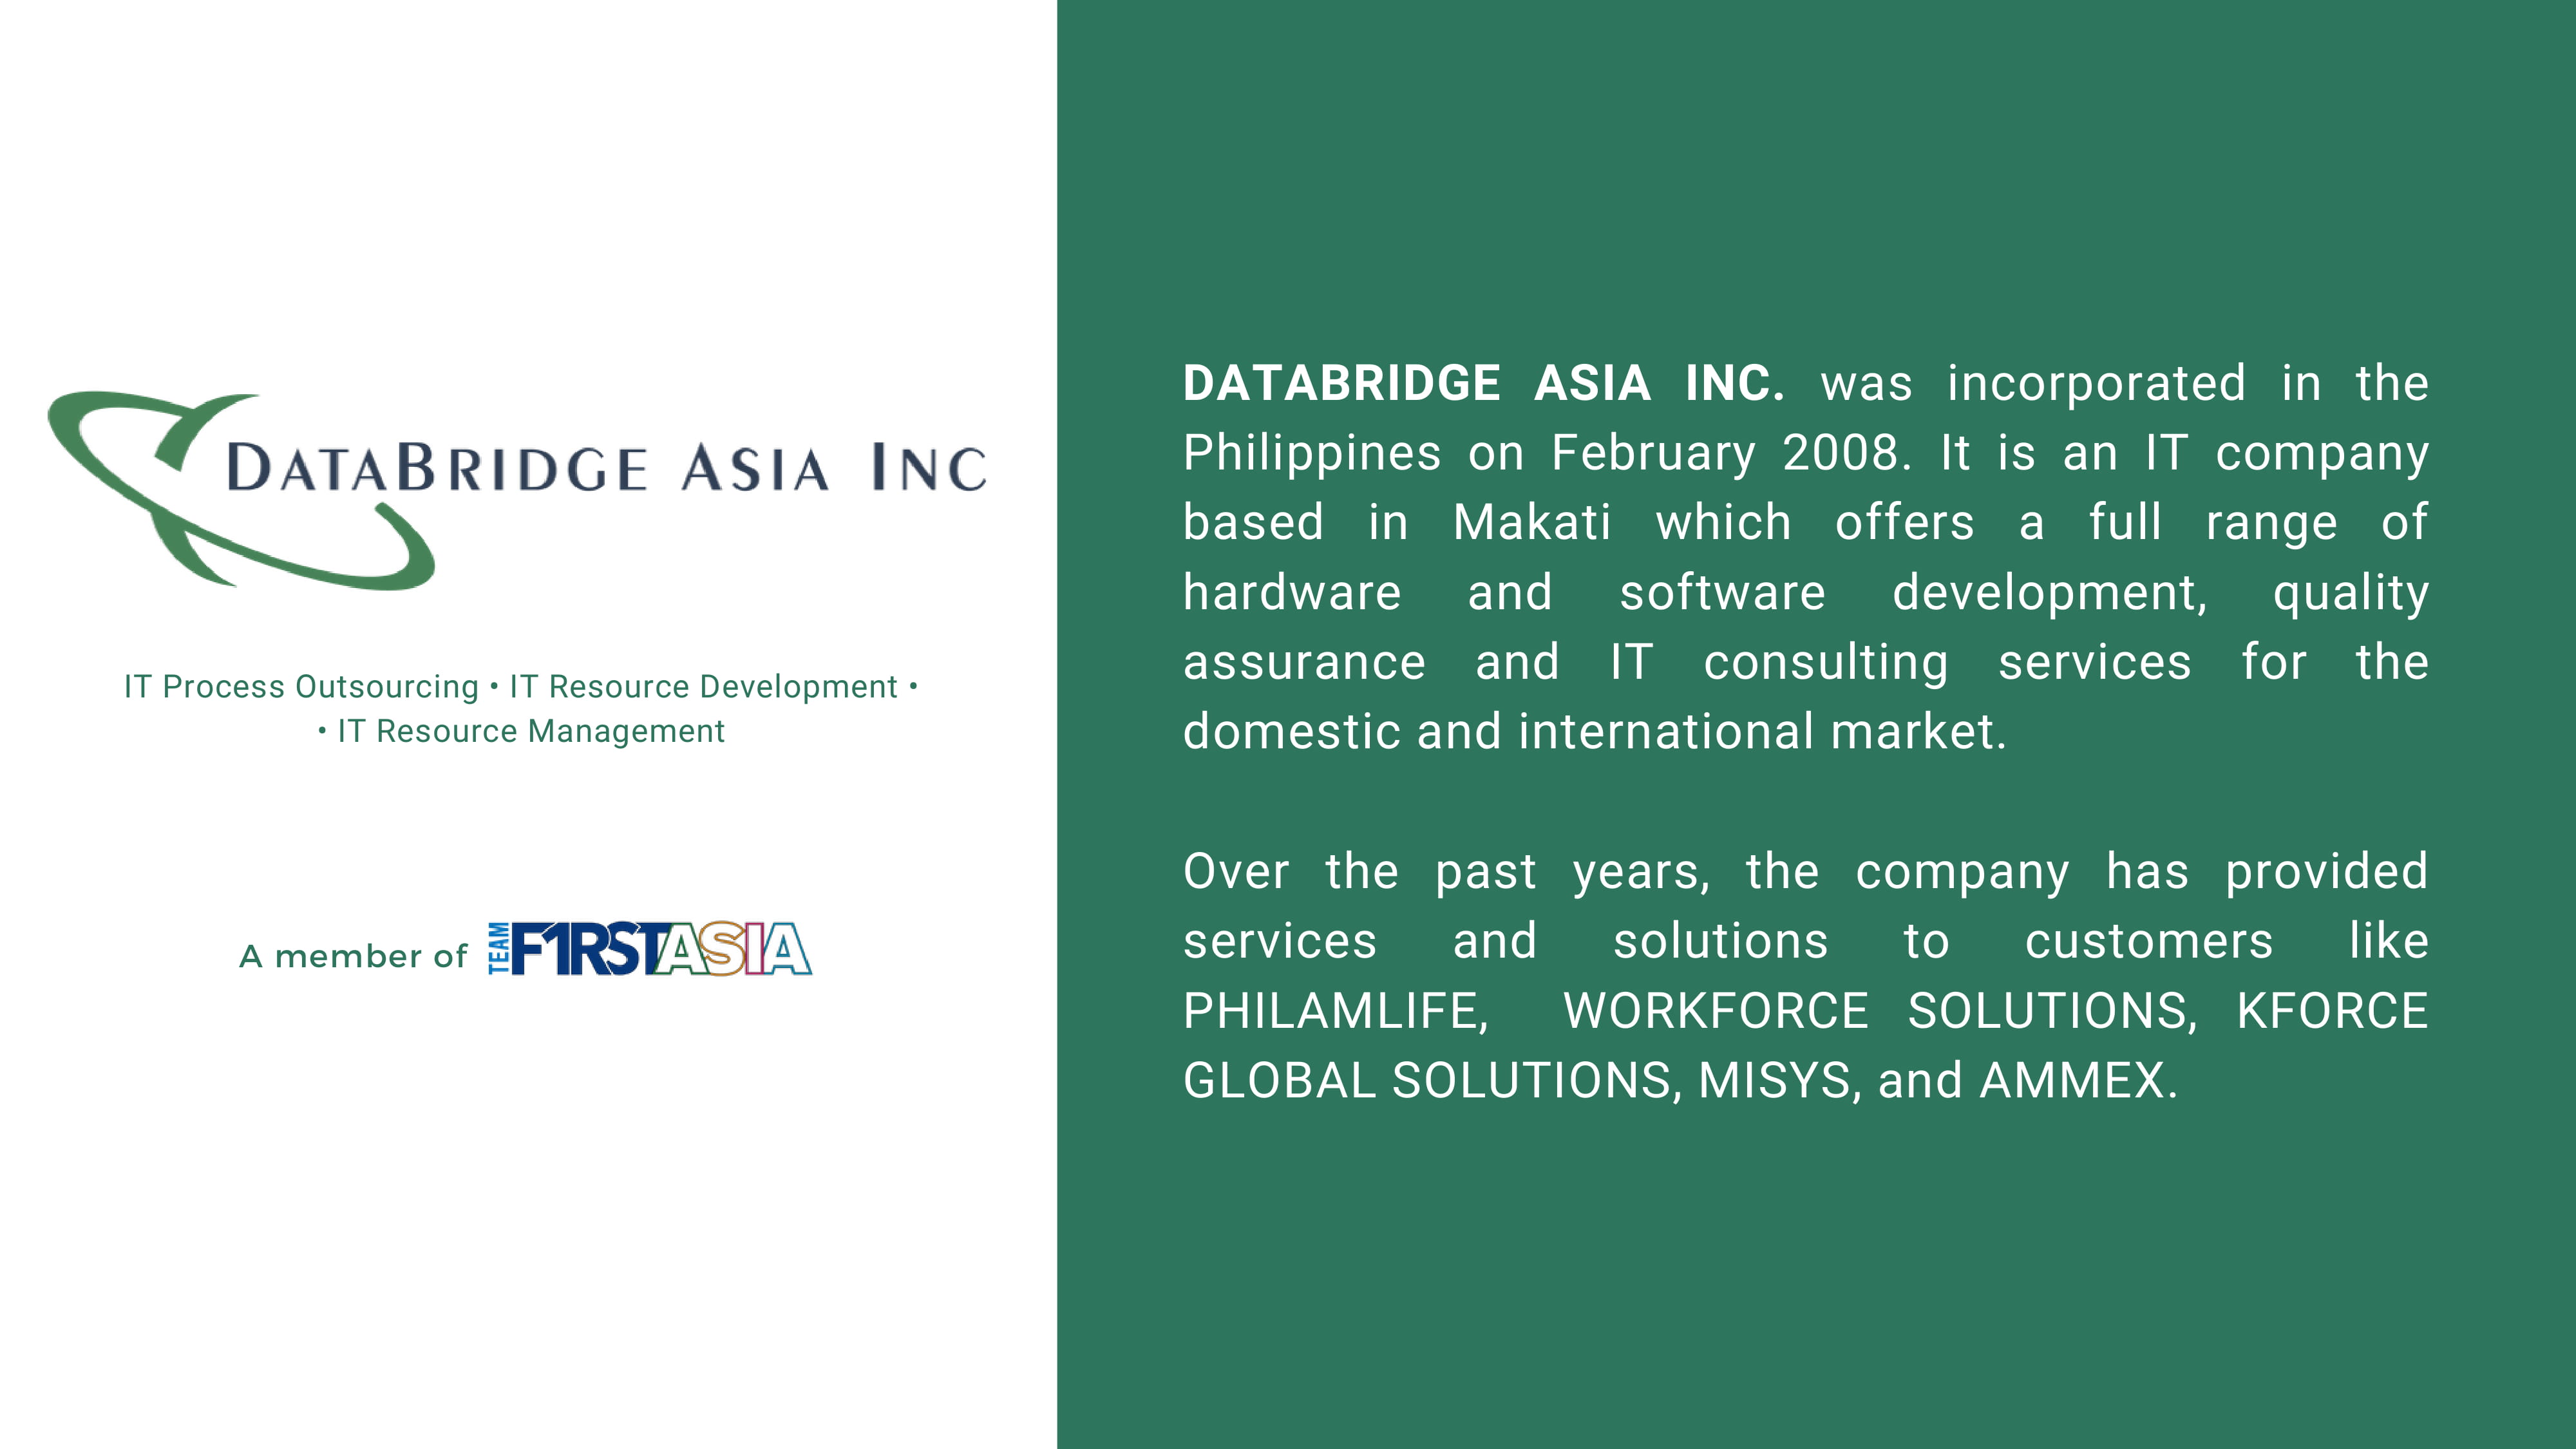 DATABRIDGE ASIA INC
IT Process Outsourcing • IT Resource Development •
• IT Resource Management
A member of TEAM F1RSTASIA
DATABRIDGE ASIA INC. was incorporated in the
Philippines on February 2008. It is an IT company
based in Makati which offers a full range of
hardware and software development, quality
assurance and IT consulting services for the
domestic and international market.
Over the past years, the company has provided
services and solutions to customers like
PHILAMLIFE, WORKFORCE SOLUTIONS, KFORCE
GLOBAL SOLUTIONS, MISYS, and AMMEX.